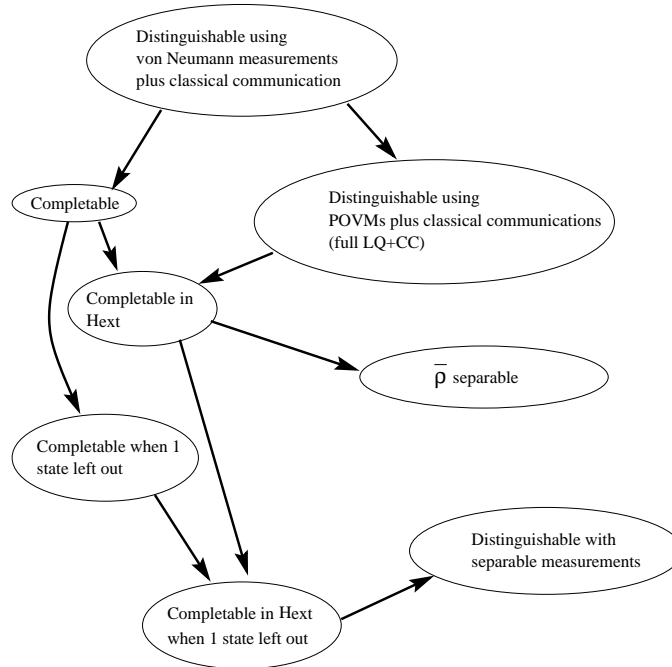 Distinguishable using
von Neumann measurements
plus classical communication
Completable
Distinguishable using
POVMs plus classical communications
(full LQ+CC)
Completable in
Hext
ρ̅ separable
Completable when 1
state left out
Distinguishable with
separable measurements
Completable in Hext
when 1 state left out